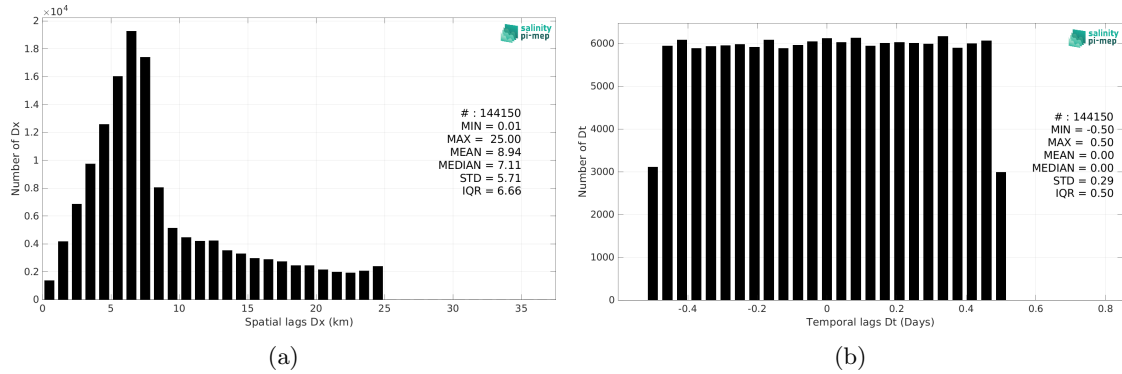 2 ×10⁴
1.8
1.6
1.4
1.2
1
0.8
0.6
0.4
0.2
0
Number of Dx
0 5 10 15 20 25 30 35
Spatial lags Dx (km)
salinity
pi-mep
# : 144150
MIN = 0.01
MAX = 25.00
MEAN = 8.94
MEDIAN = 7.11
STD = 5.71
IQR = 6.66
(a)
6000
5000
4000
3000
2000
1000
0
Number of Dt
-0.4 -0.2 0 0.2 0.4 0.6 0.8
Temporal lags Dt (Days)
salinity
pi-mep
# : 144150
MIN = -0.50
MAX = 0.50
MEAN = 0.00
MEDIAN = 0.00
STD = 0.29
IQR = 0.50
(b)